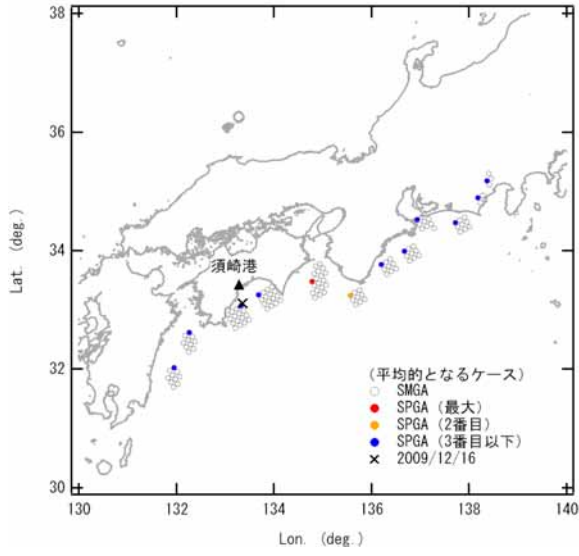 38
36
34
32
30
Lat. (deg.)
須崎港
(平均的となるケース)
SMGA
SPGA (最大)
SPGA (2番目)
SPGA (3番目以下)
2009/12/16
130
132
134
136
138
140
Lon. (deg.)